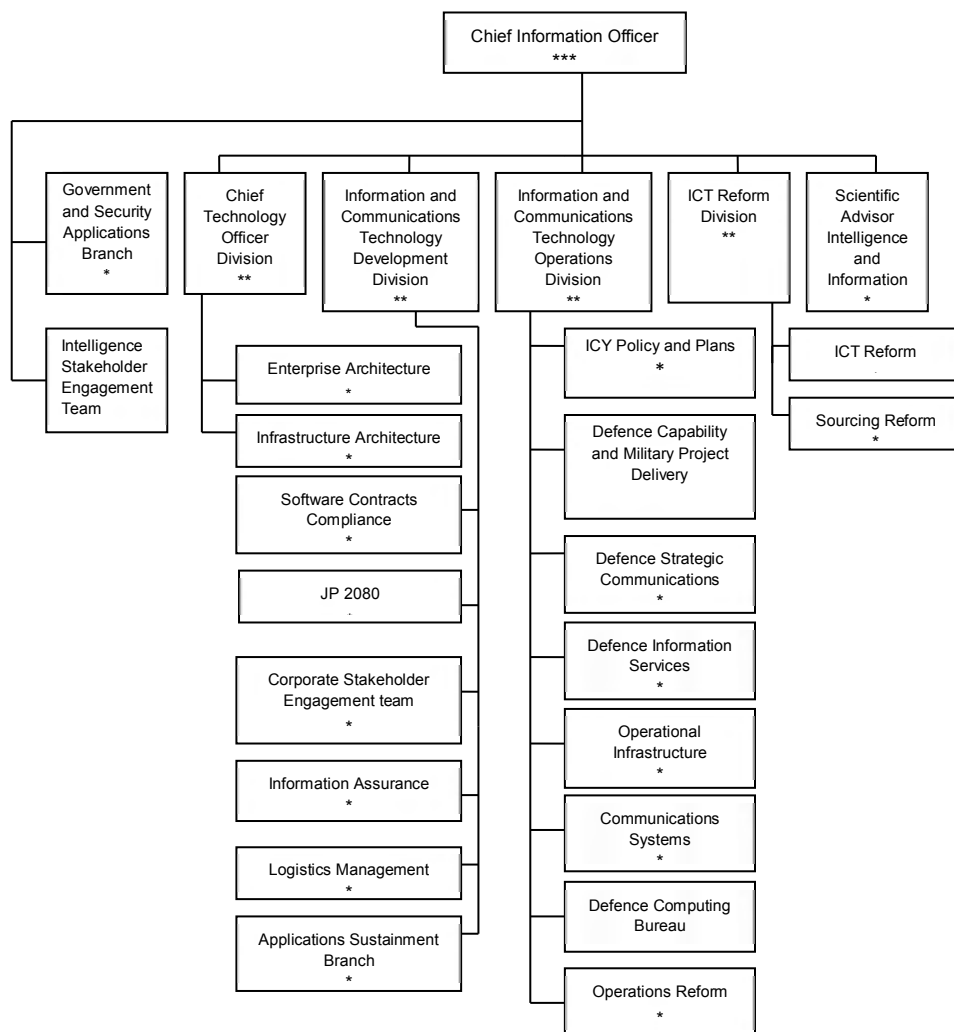 Chief Information Officer
***
Government
and Security
Applications
Branch
*
Chief
Technology
Officer
Division
**
Information and
Communications
Technology
Development
Division
**
Information and
Communications
Technology
Operations
Division
**
ICT Reform
Division
**
Scientific
Advisor
Intelligence
and
Information
*
Intelligence
Stakeholder
Engagement
Team
Enterprise Architecture
*
Infrastructure Architecture
*
Software Contracts
Compliance
*
JP 2080
.
Corporate Stakeholder
Engagement team
*
Information Assurance
*
Logistics Management
*
Applications Sustainment
Branch
*
ICY Policy and Plans
*
Defence Capability
and Military Project
Delivery
Defence Strategic
Communications
*
Defence Information
Services
*
Operational
Infrastructure
*
Communications
Systems
*
Defence Computing
Bureau
Operations Reform
*
ICT Reform
.
Sourcing Reform
*